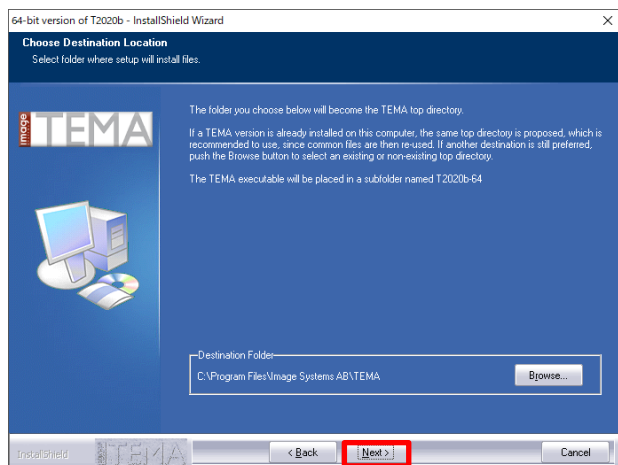 64-bit version of T2020b - InstallShield Wizard
Choose Destination Location
Select folder where setup will install files.
image TEMA
The folder you choose below will become the TEMA top directory.
If a TEMA version is already installed on this computer, the same top directory is proposed, which is
recommended to use, since common files are then re-used. If another destination is still preferred,
push the Browse button to select an existing or non-existing top directory.
The TEMA executable will be placed in a subfolder named T2020b-64
Destination Folder
C:\Program Files\Image Systems AB\TEMA
Browse...
InstallShield
image TEMA
< Back
Next >
Cancel